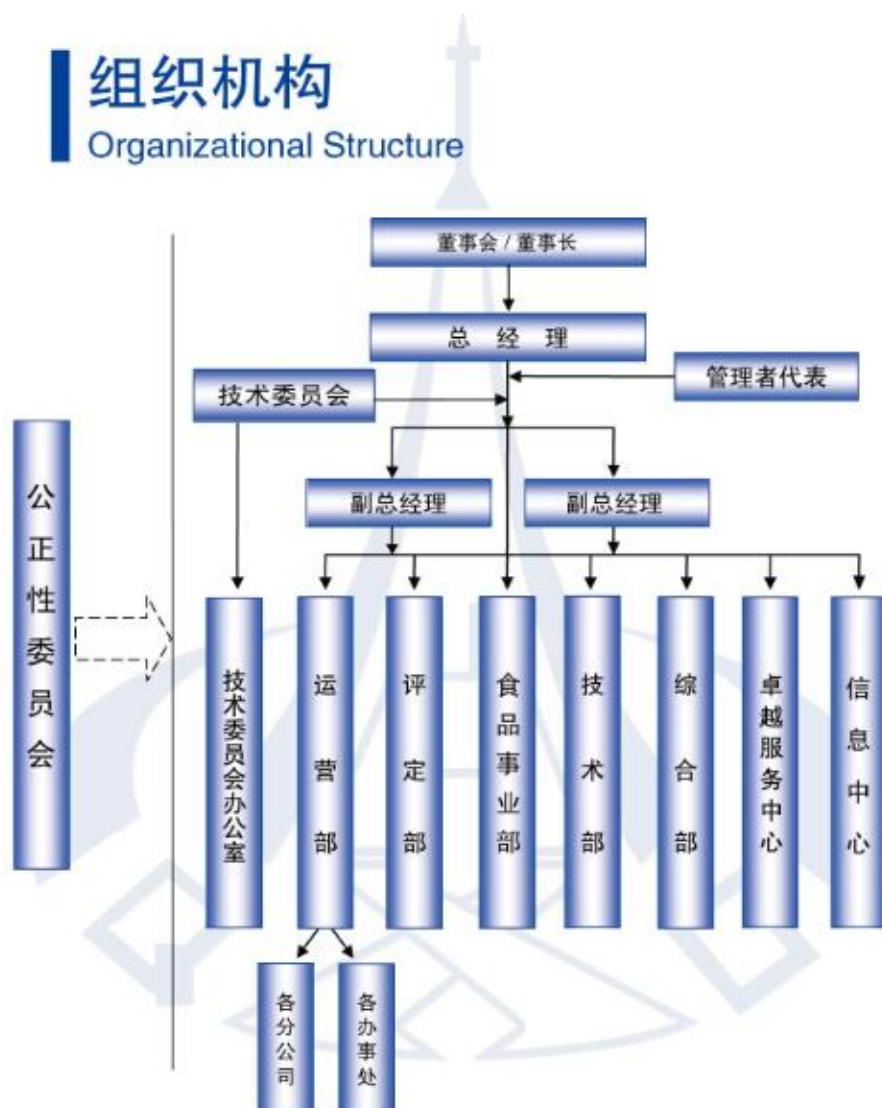 组织机构
Organizational Structure
董事会 / 董事长
总 经 理
管理者代表
技术委员会
副总经理
副总经理
公正性委员会
技术委员会办公室
运营部
评定部
食品事业部
技术部
综合部
卓越服务中心
信息中心
各分公司
各办事处